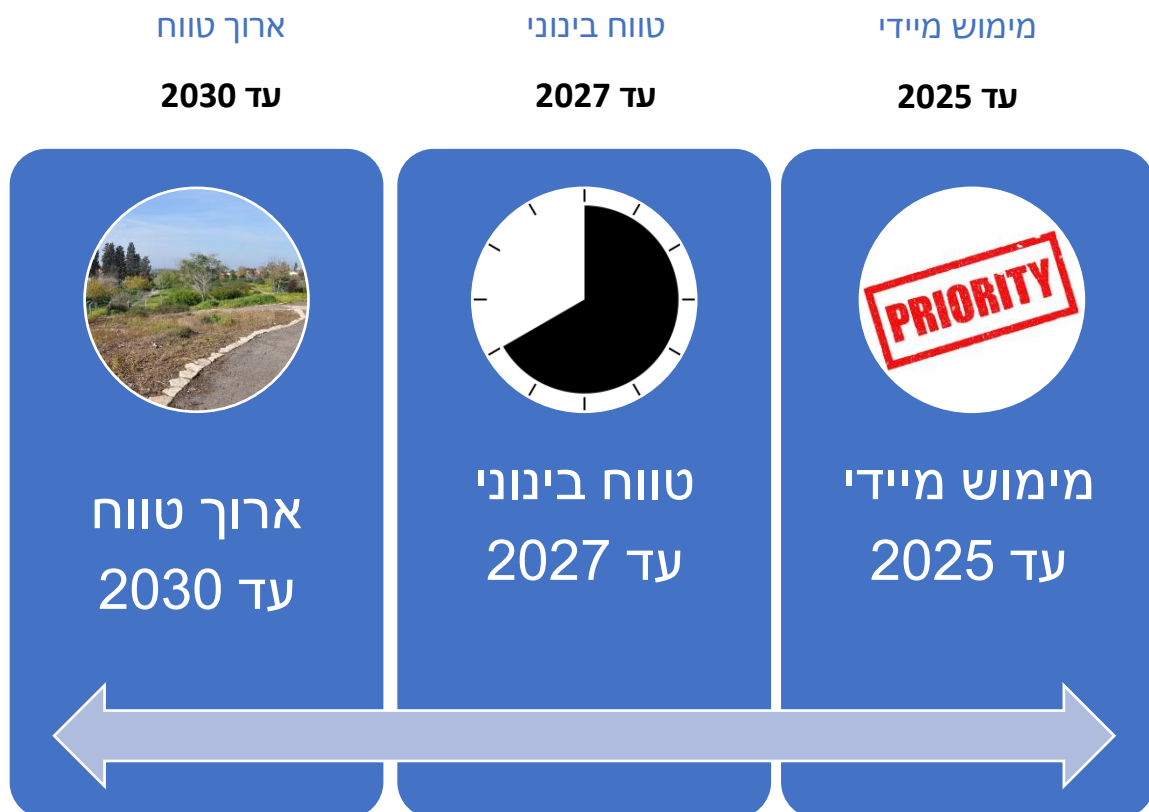 מימוש מיידי
טווח בינוני
ארוך טווח
עד 2025
עד 2027
עד 2030
PRIORITY
מימוש מיידי
עד 2025
טווח בינוני
עד 2027
ארוך טווח
עד 2030